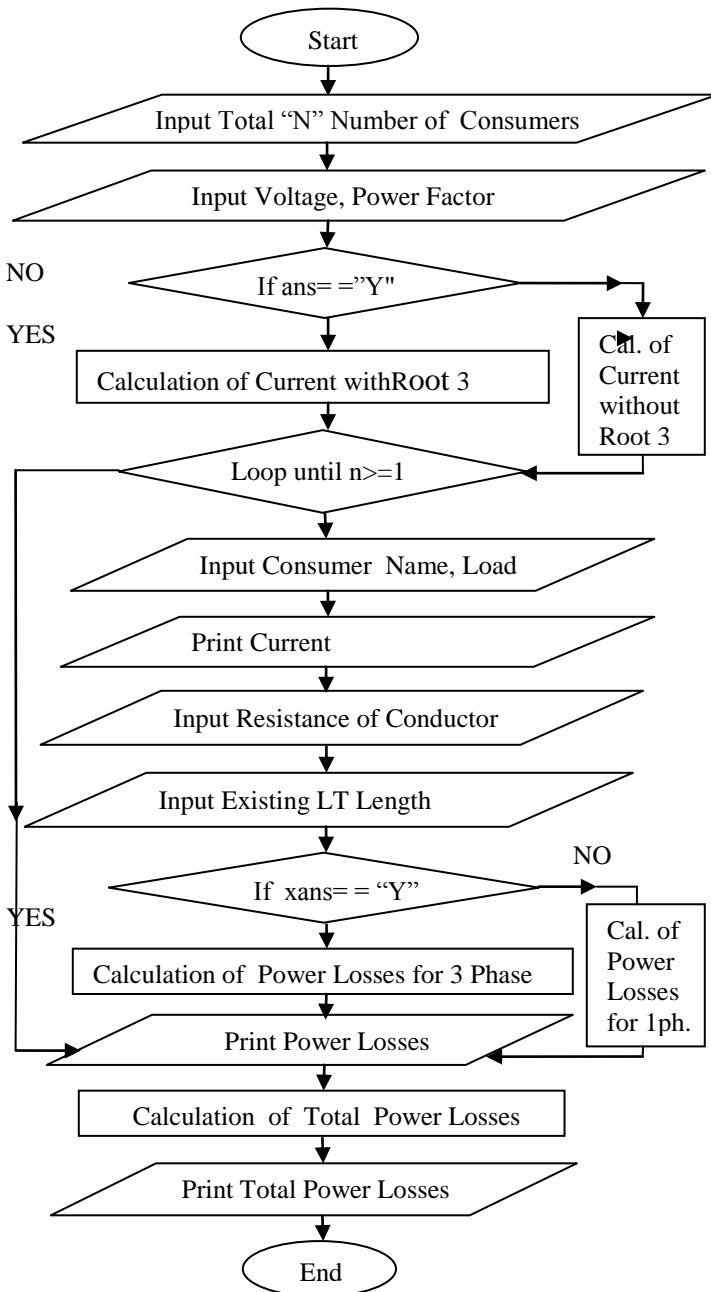 Start
Input Total “N” Number of Consumers
Input Voltage, Power Factor
NO
If ans= =”Y"
YES
Calculation of Current withRoot 3
Cal. of
Current
without
Root 3
Loop until n>=1
Input Consumer Name, Load
Print Current
Input Resistance of Conductor
Input Existing LT Length
NO
If xans= = “Y”
YES
Calculation of Power Losses for 3 Phase
Cal. of
Power
Losses
for 1ph.
Print Power Losses
Calculation of Total Power Losses
Print Total Power Losses
End